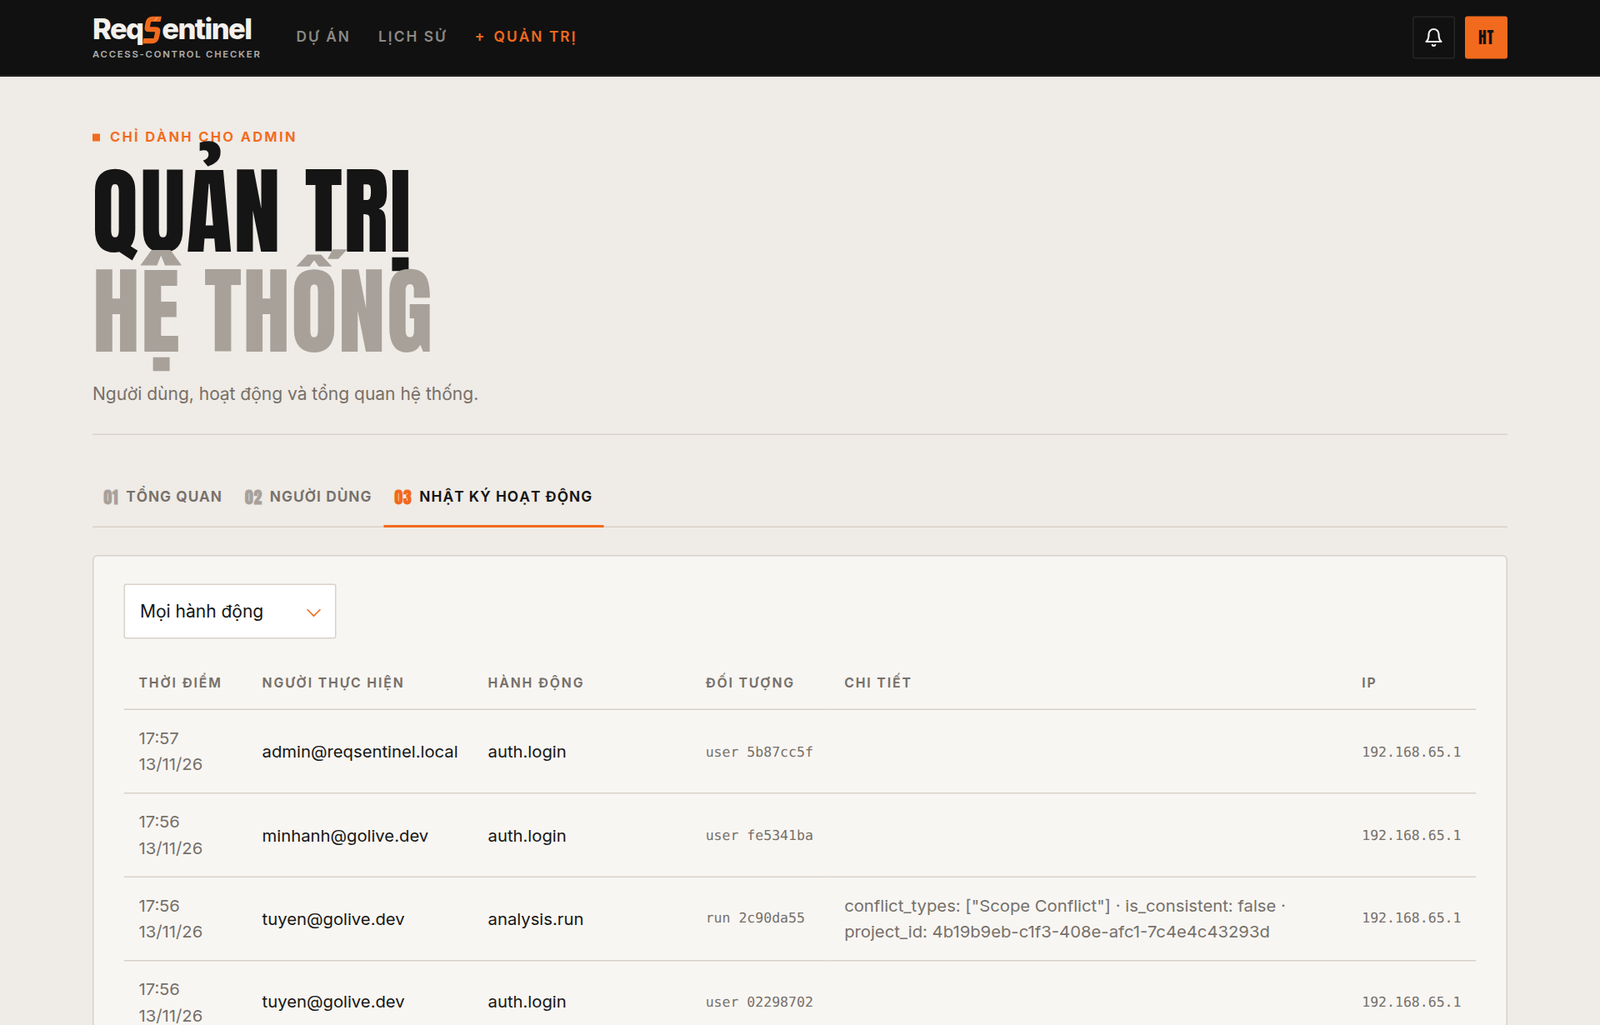 ReqSentinel
ACCESS-CONTROL CHECKER
DỰ ÁN
LỊCH SỬ
+ QUẢN TRỊ
HT
CHỈ DÀNH CHO ADMIN
QUẢN TRỊ
HỆ THỐNG
Người dùng, hoạt động và tổng quan hệ thống.
01 TỔNG QUAN
02 NGƯỜI DÙNG
03 NHẬT KÝ HOẠT ĐỘNG
Mọi hành động
THỜI ĐIỂM NGƯỜI THỰC HIỆN HÀNH ĐỘNG ĐỐI TƯỢNG CHI TIẾT IP
17:57
13/11/26
admin@reqsentinel.local auth.login user 5b87cc5f 192.168.65.1
17:56
13/11/26
minhanh@golive.dev auth.login user fe5341ba 192.168.65.1
17:56
13/11/26
tuyen@golive.dev analysis.run run 2c90da55
conflict_types: ["Scope Conflict"] · is_consistent: false ·
project_id: 4b19b9eb-c1f3-408e-afc1-7c4e4c43293d
192.168.65.1
17:56
13/11/26
tuyen@golive.dev auth.login user 02298702 192.168.65.1